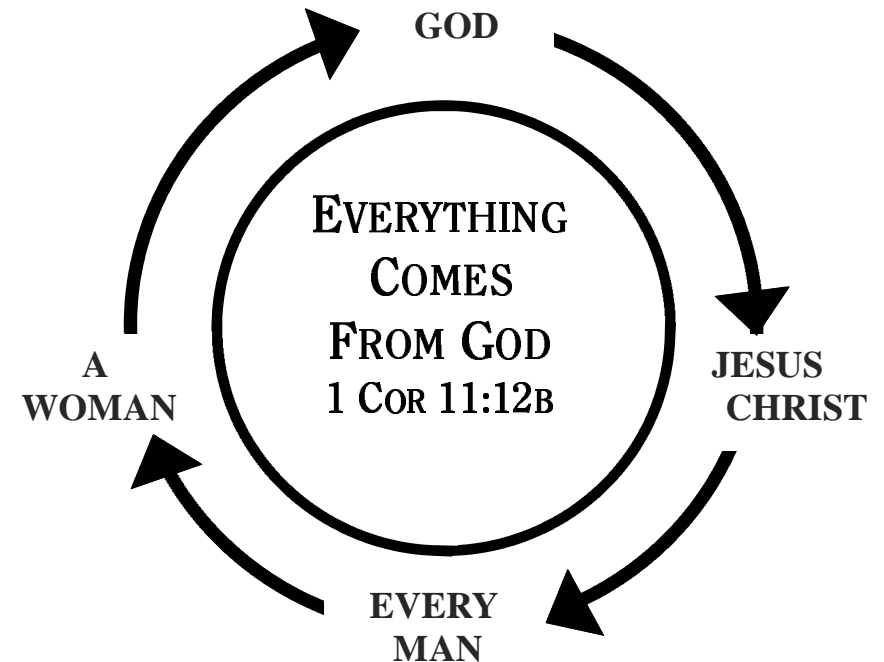 GOD
EVERYTHING
COMES
FROM GOD
1 COR 11:12B
A
WOMAN
JESUS
CHRIST
EVERY
MAN